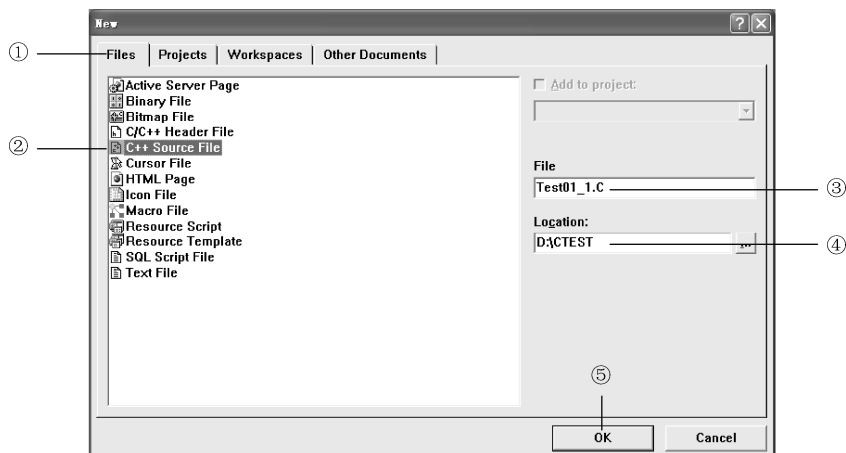 New
①
Files
Projects
Workspaces
Other Documents
②
Active Server Page
Binary File
Bitmap File
C/C++ Header File
C++ Source File
Cursor File
HTML Page
Icon File
Macro File
Resource Script
Resource Template
SQL Script File
Text File
Add to project:
File
Test01_1.C
③
Location:
D:\CTEST
...
④
⑤
OK
Cancel